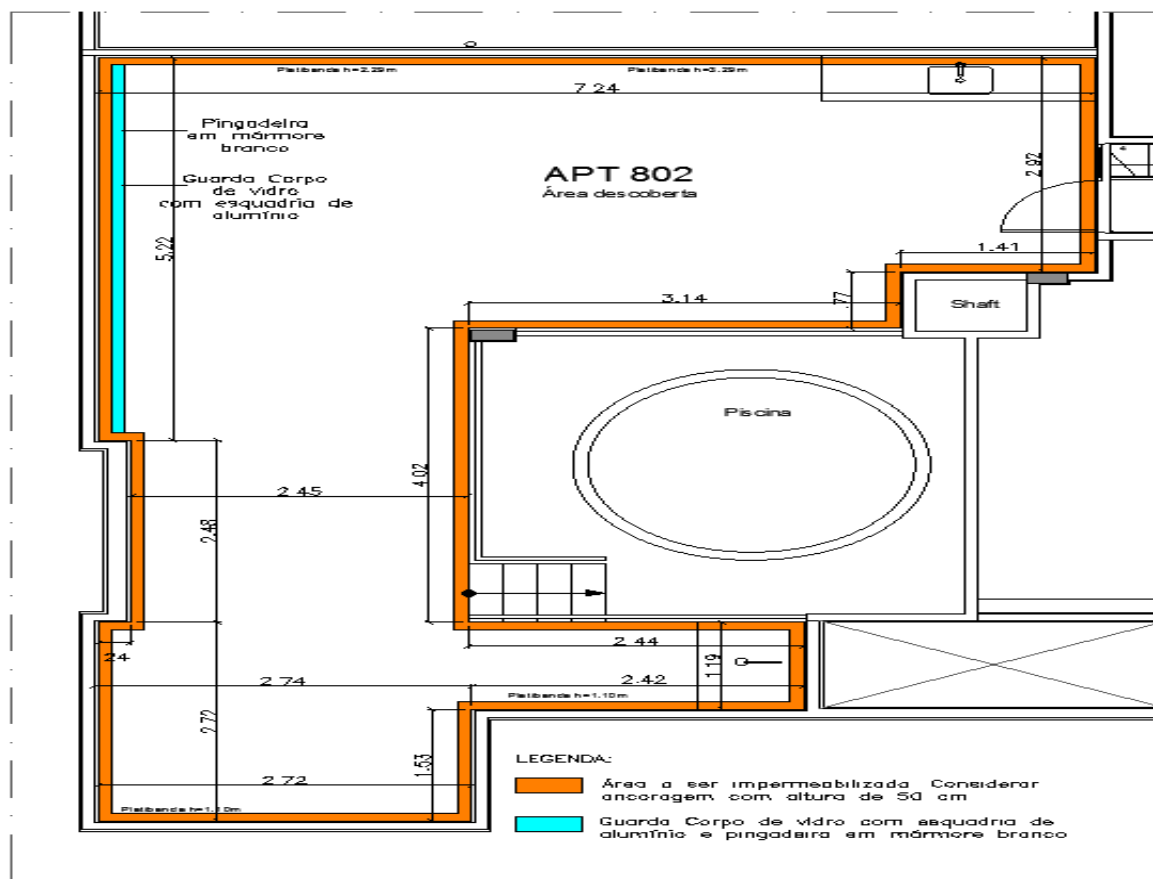 Platibanda h=2.29m
Platibanda h=3.29m
7.24
Pingadeira
em mármore
branco
APT 802
Área descoberta
2.92
Guarda Corpo
de vidro
com esquadria de
alumínio
5.22
1.41
3.14
.77
Shaft
Piscina
4.02
2.45
2.48
2.44
.24
1.19
2.74
2.42
Platibanda h=1.10m
2.72
1.53
2.72
Platibanda h=1.10m
LEGENDA:
Área a ser impermeabilizada Considerar
ancoragem com altura de 50 cm
Guarda Corpo de vidro com esquadria de
alumínio e pingadeira em mármore branco